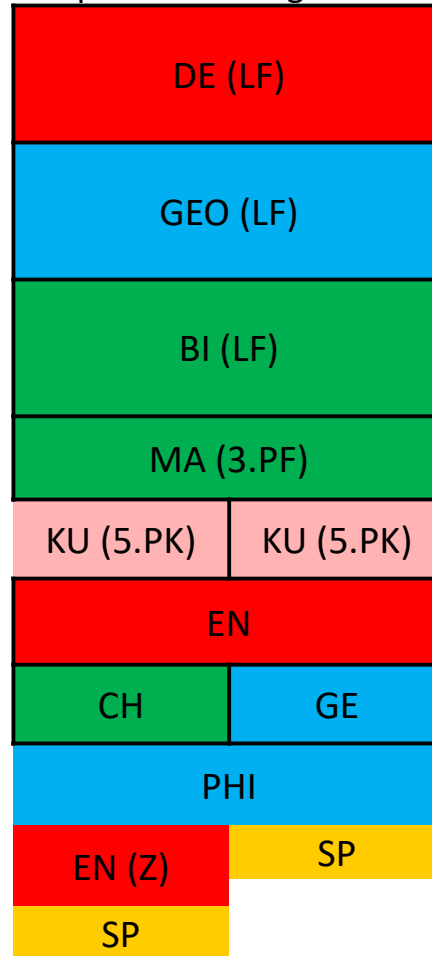 DE (LF)
GEO (LF)
BI (LF)
MA (3.PF)
KU (5.PK) KU (5.PK)
EN
CH GE
PHI
EN (Z) SP
SP